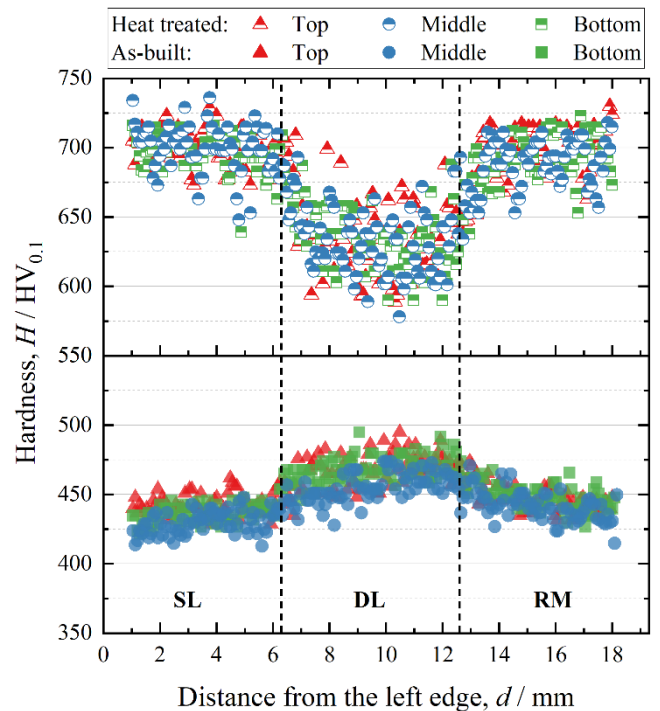 Heat treated: Top Middle Bottom
As-built: Top Middle Bottom
750
700
650
600
550
500
450
400
350
Hardness, H / HV0.1
SL DL RM
0 2 4 6 8 10 12 14 16 18
Distance from the left edge, d / mm